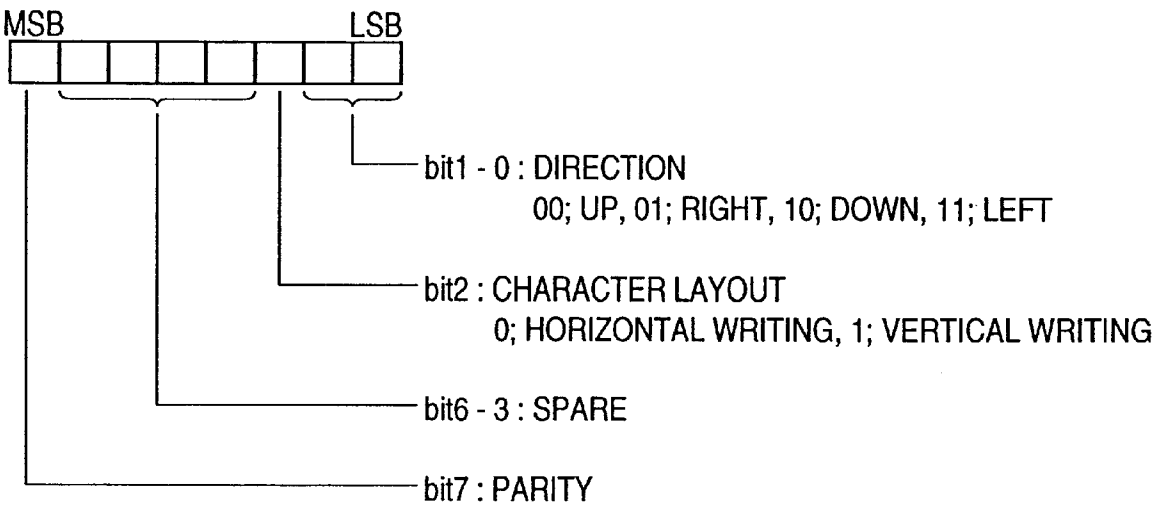 MSB LSB
bit1 - 0 : DIRECTION
00; UP, 01; RIGHT, 10; DOWN, 11; LEFT
bit2 : CHARACTER LAYOUT
0; HORIZONTAL WRITING, 1; VERTICAL WRITING
bit6 - 3 : SPARE
bit7 : PARITY